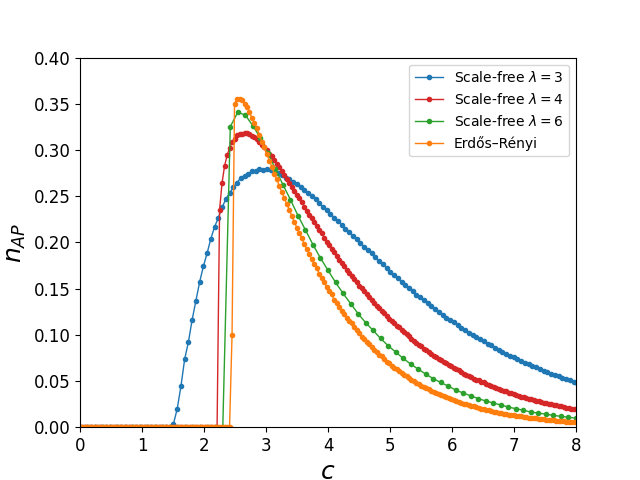 0.40
0.35
0.30
0.25
0.20
0.15
0.10
0.05
0.00
n_{AP}
0 1 2 3 4 5 6 7 8
c
Scale-free λ = 3
Scale-free λ = 4
Scale-free λ = 6
Erdős–Rényi